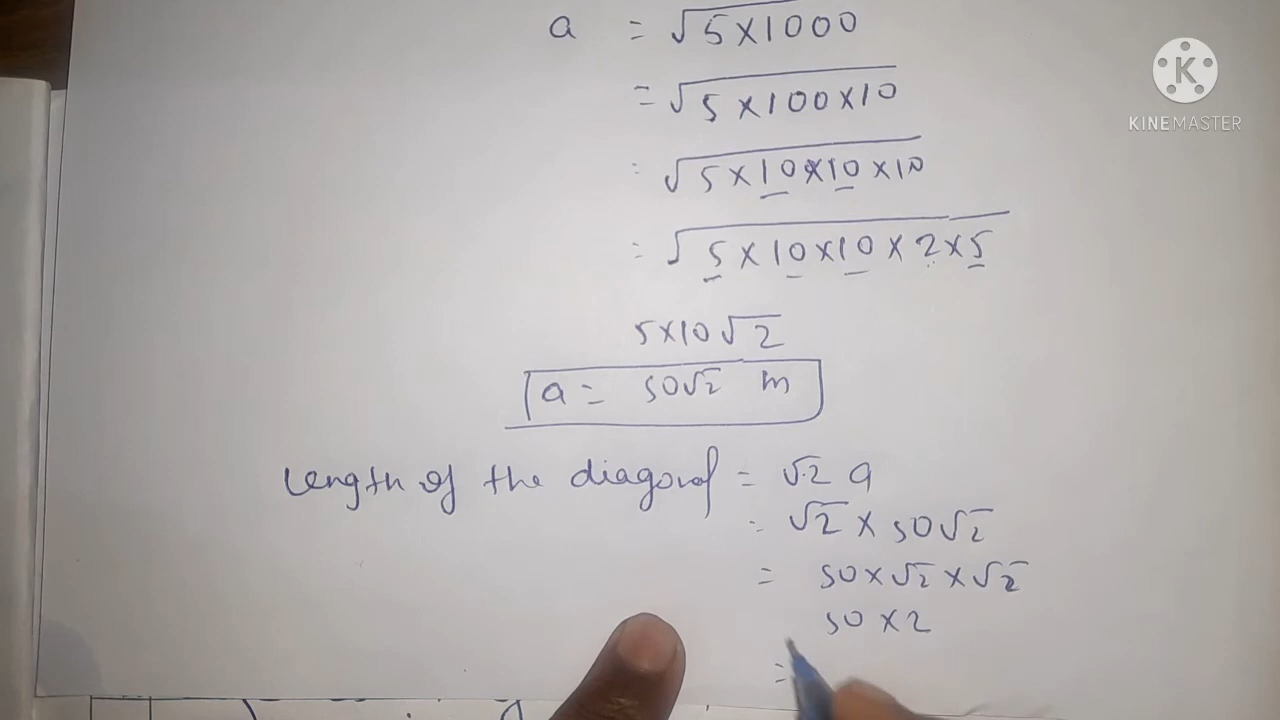 a = √5×1000
= √5×100×10
= √5×10×10×10
= √5×10×10×2×5
5×10√2
a = 50√2 m
Length of the diagonal = √2 a
= √2 × 50√2
= 50×√2×√2
50×2
=
K
KINEMASTER